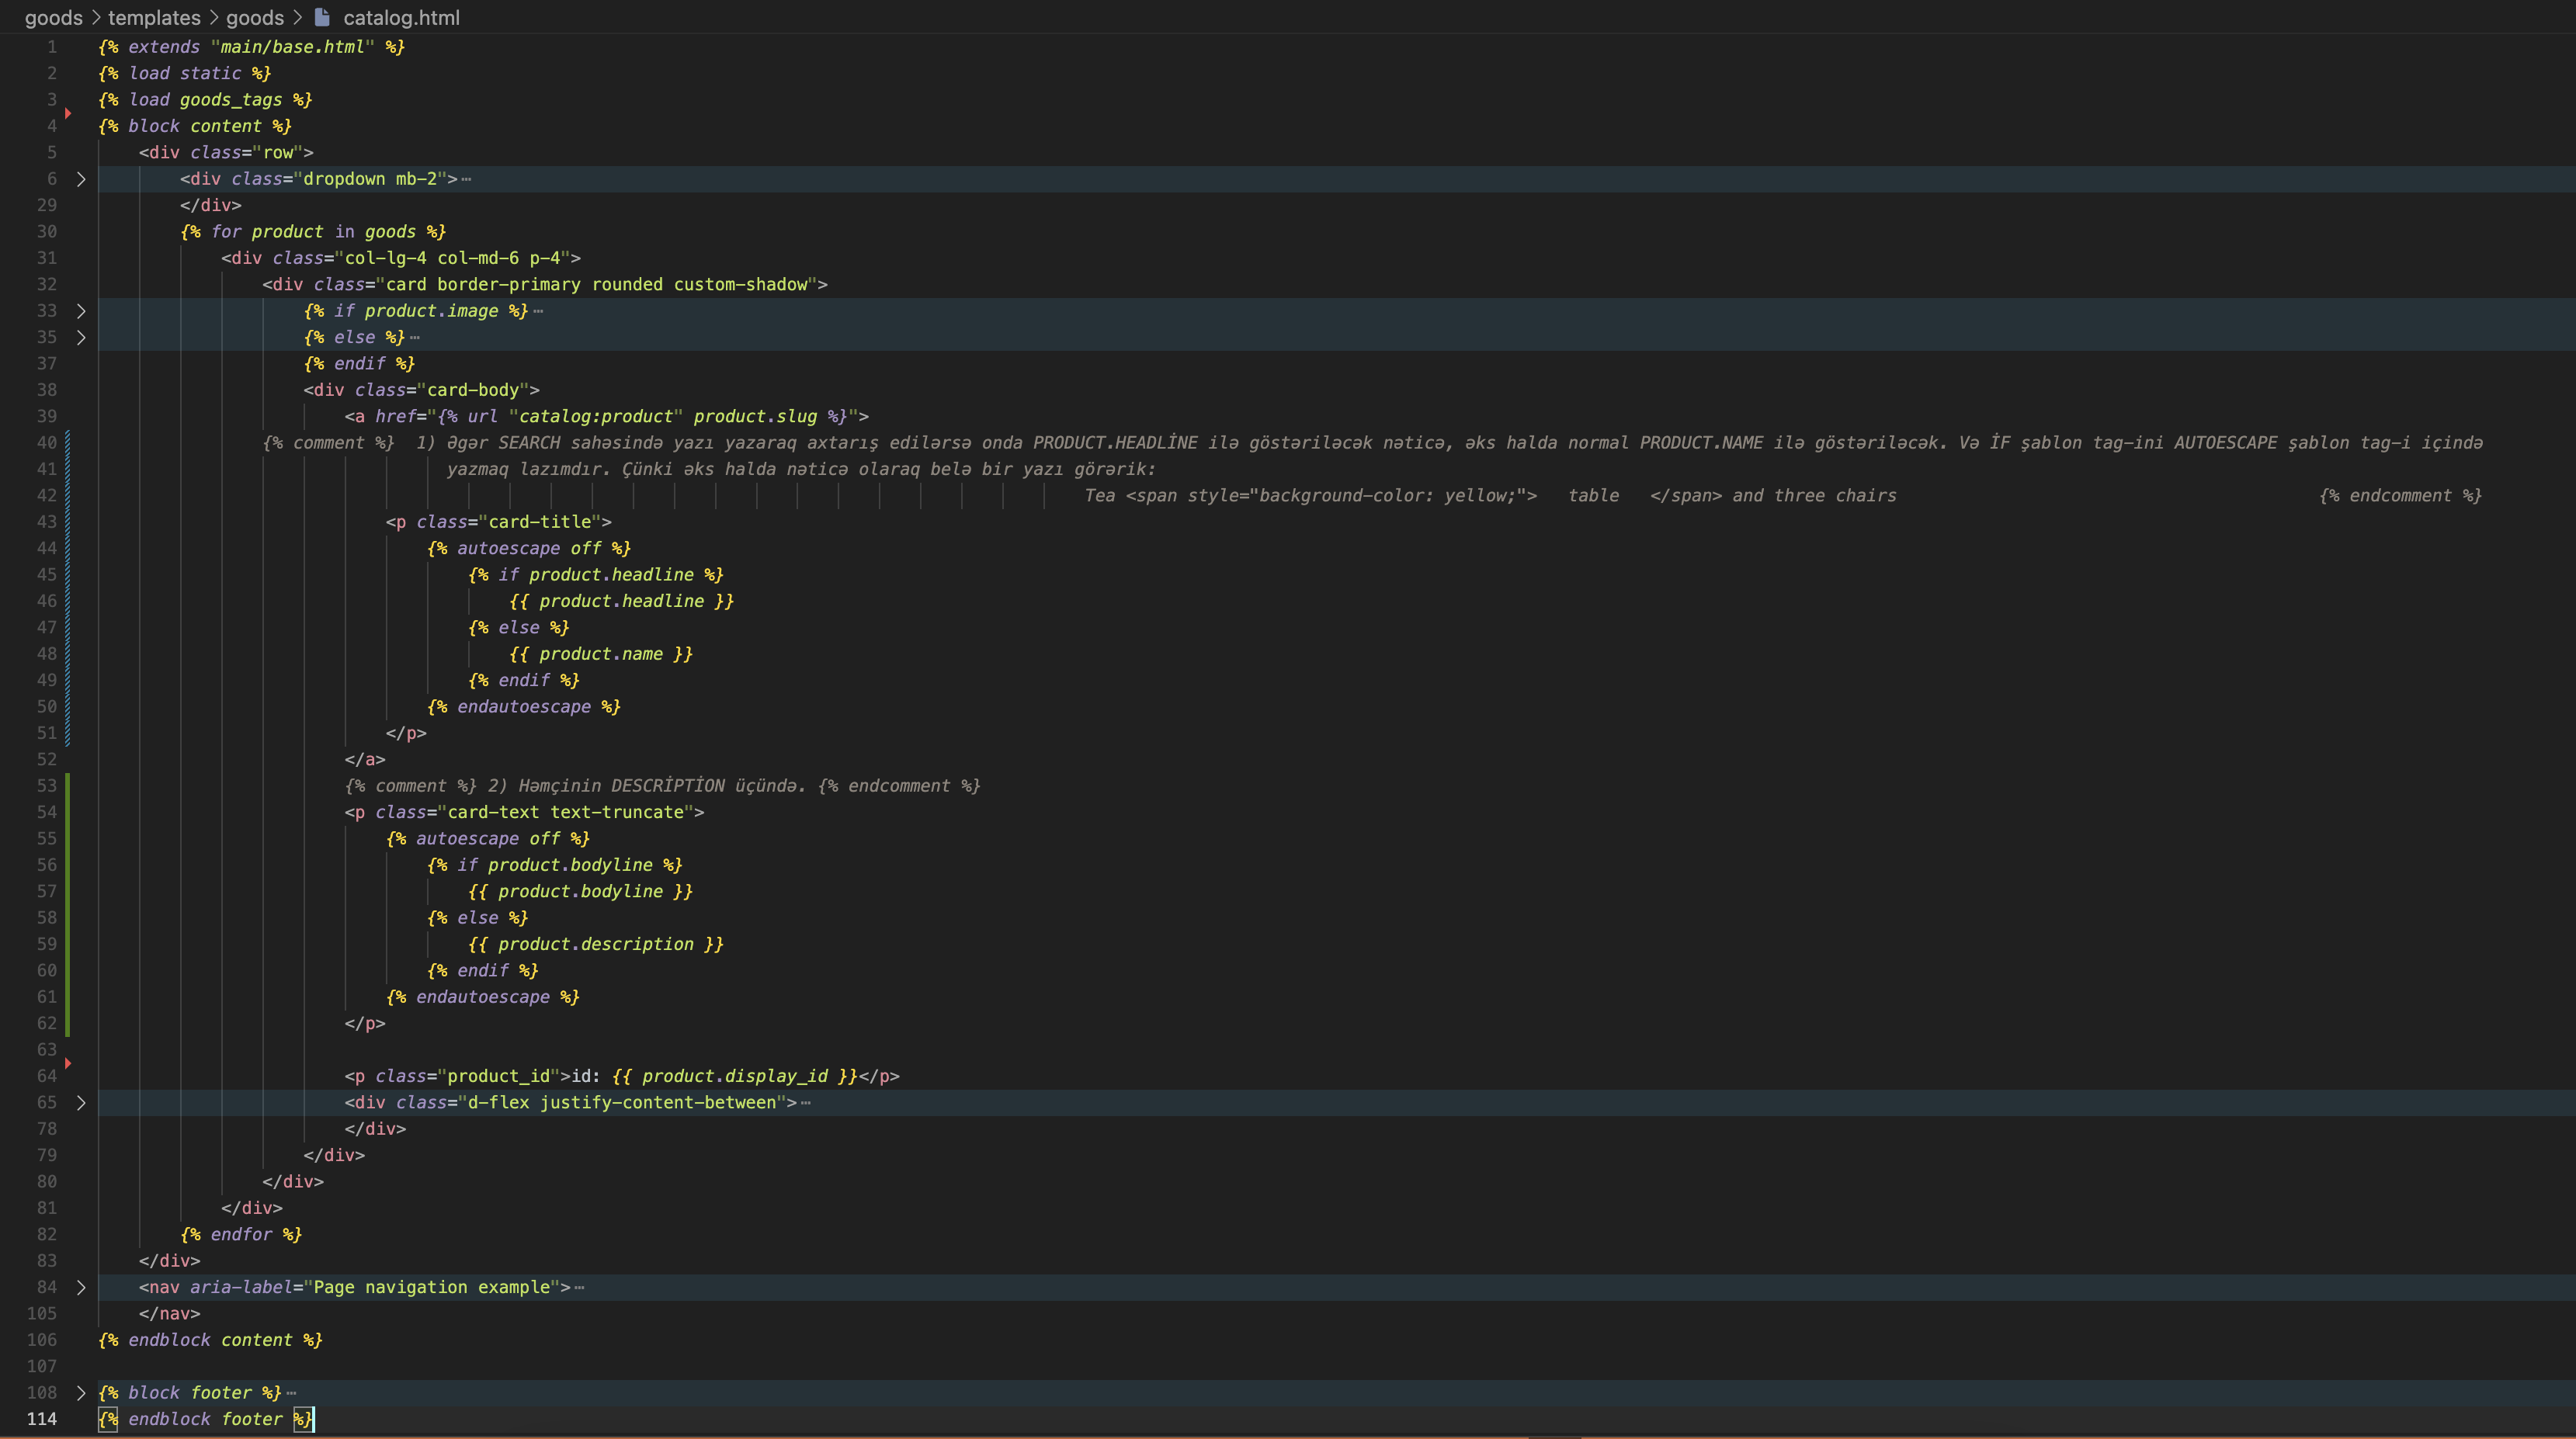 goods > templates > goods > catalog.html
1 {% extends "main/base.html" %}
2 {% load static %}
3 {% load goods_tags %}
4 {% block content %}
5 <div class="row">
6 <div class="dropdown mb-2">…
29 </div>
30 {% for product in goods %}
31 <div class="col-lg-4 col-md-6 p-4">
32 <div class="card border-primary rounded custom-shadow">
33 {% if product.image %}…
35 {% else %}…
37 {% endif %}
38 <div class="card-body">
39 <a href="{% url "catalog:product" product.slug %}">
40 {% comment %} 1) Əgər SEARCH sahəsində yazı yazaraq axtarış edilərsə onda PRODUCT.HEADLİNE ilə göstəriləcək nəticə, əks halda normal PRODUCT.NAME ilə göstəriləcək. Və İF şablon tag-ini AUTOESCAPE şablon tag-i içində
41 yazmaq lazımdır. Çünki əks halda nəticə olaraq belə bir yazı görərik:
42 Tea <span style="background-color: yellow;"> table </span> and three chairs {% endcomment %}
43 <p class="card-title">
44 {% autoescape off %}
45 {% if product.headline %}
46 {{ product.headline }}
47 {% else %}
48 {{ product.name }}
49 {% endif %}
50 {% endautoescape %}
51 </p>
52 </a>
53 {% comment %} 2) Həmçinin DESCRİPTİON üçündə. {% endcomment %}
54 <p class="card-text text-truncate">
55 {% autoescape off %}
56 {% if product.bodyline %}
57 {{ product.bodyline }}
58 {% else %}
59 {{ product.description }}
60 {% endif %}
61 {% endautoescape %}
62 </p>
63
64 <p class="product_id">id: {{ product.display_id }}</p>
65 <div class="d-flex justify-content-between">…
78 </div>
79 </div>
80 </div>
81 </div>
82 {% endfor %}
83 </div>
84 <nav aria-label="Page navigation example">…
105 </nav>
106 {% endblock content %}
107
108 {% block footer %}…
114 {% endblock footer %}